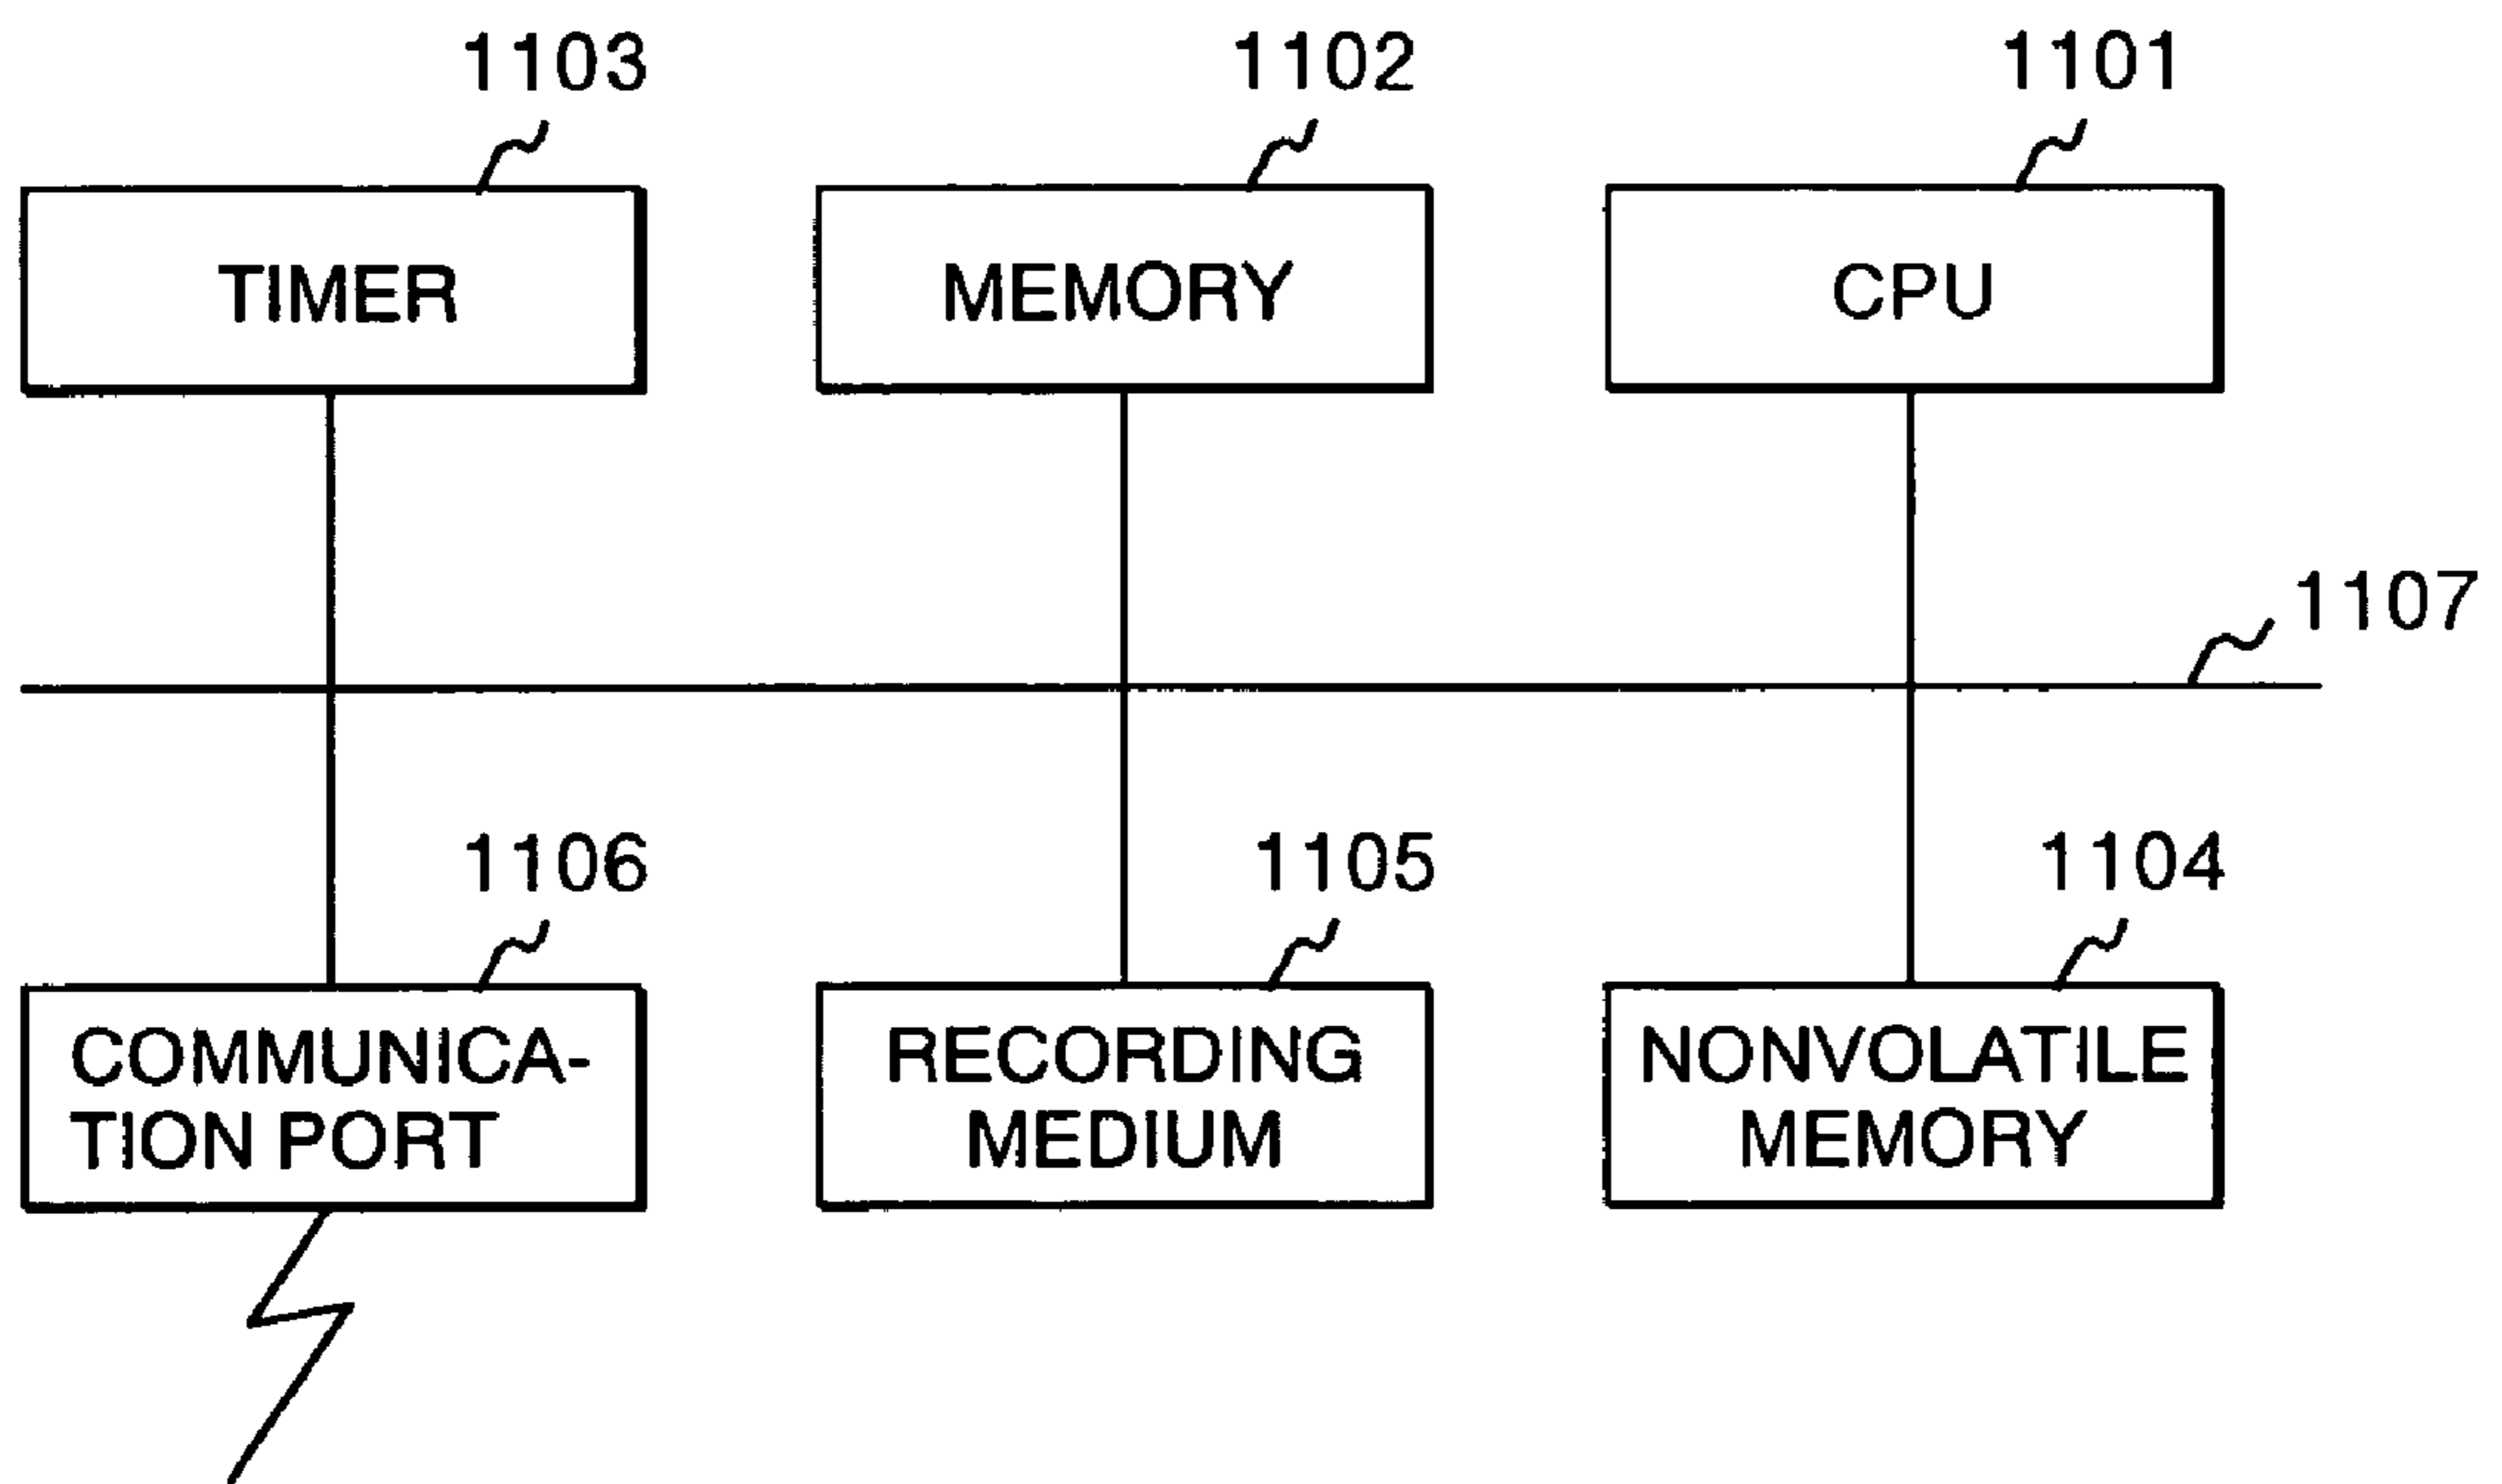 1103
1102
1101
TIMER
MEMORY
CPU
1107
1106
1105
1104
COMMUNICA-
TION PORT
RECORDING
MEDIUM
NONVOLATILE
MEMORY